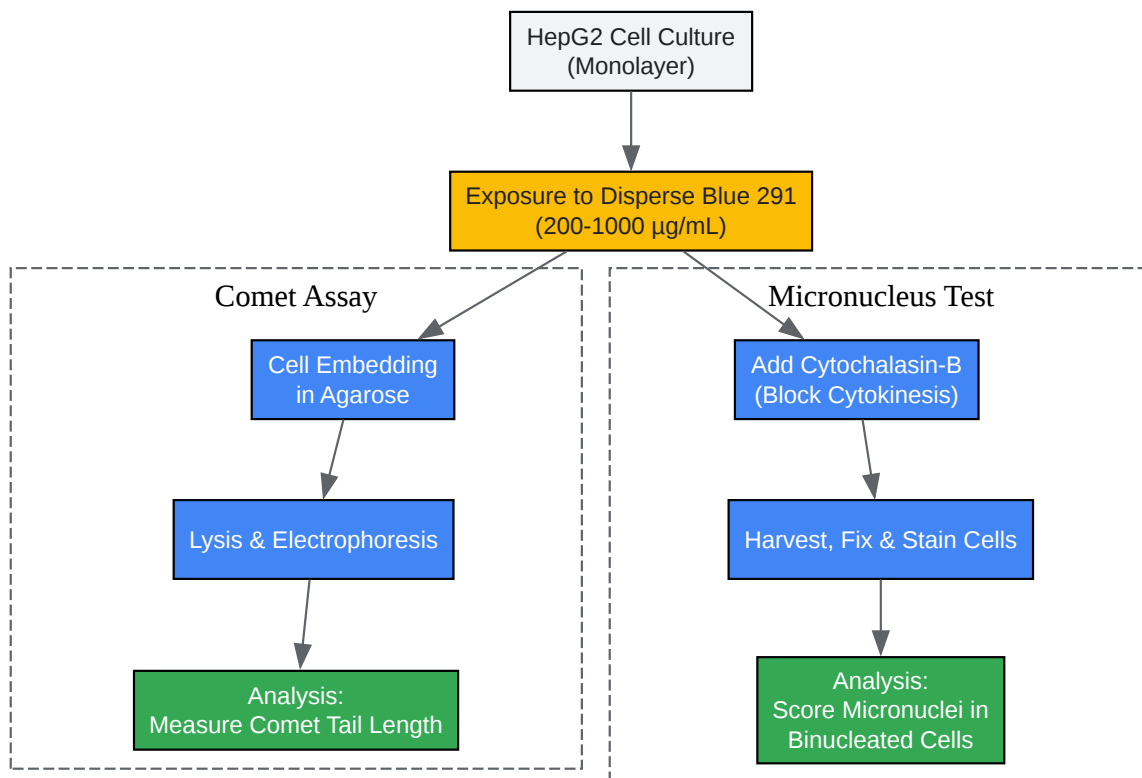 HepG2 Cell Culture
(Monolayer)
Exposure to Disperse Blue 291
(200-1000 µg/mL)
Comet Assay
Cell Embedding
in Agarose
Lysis & Electrophoresis
Analysis:
Measure Comet Tail Length
Micronucleus Test
Add Cytochalasin-B
(Block Cytokinesis)
Harvest, Fix & Stain Cells
Analysis:
Score Micronuclei in
Binucleated Cells